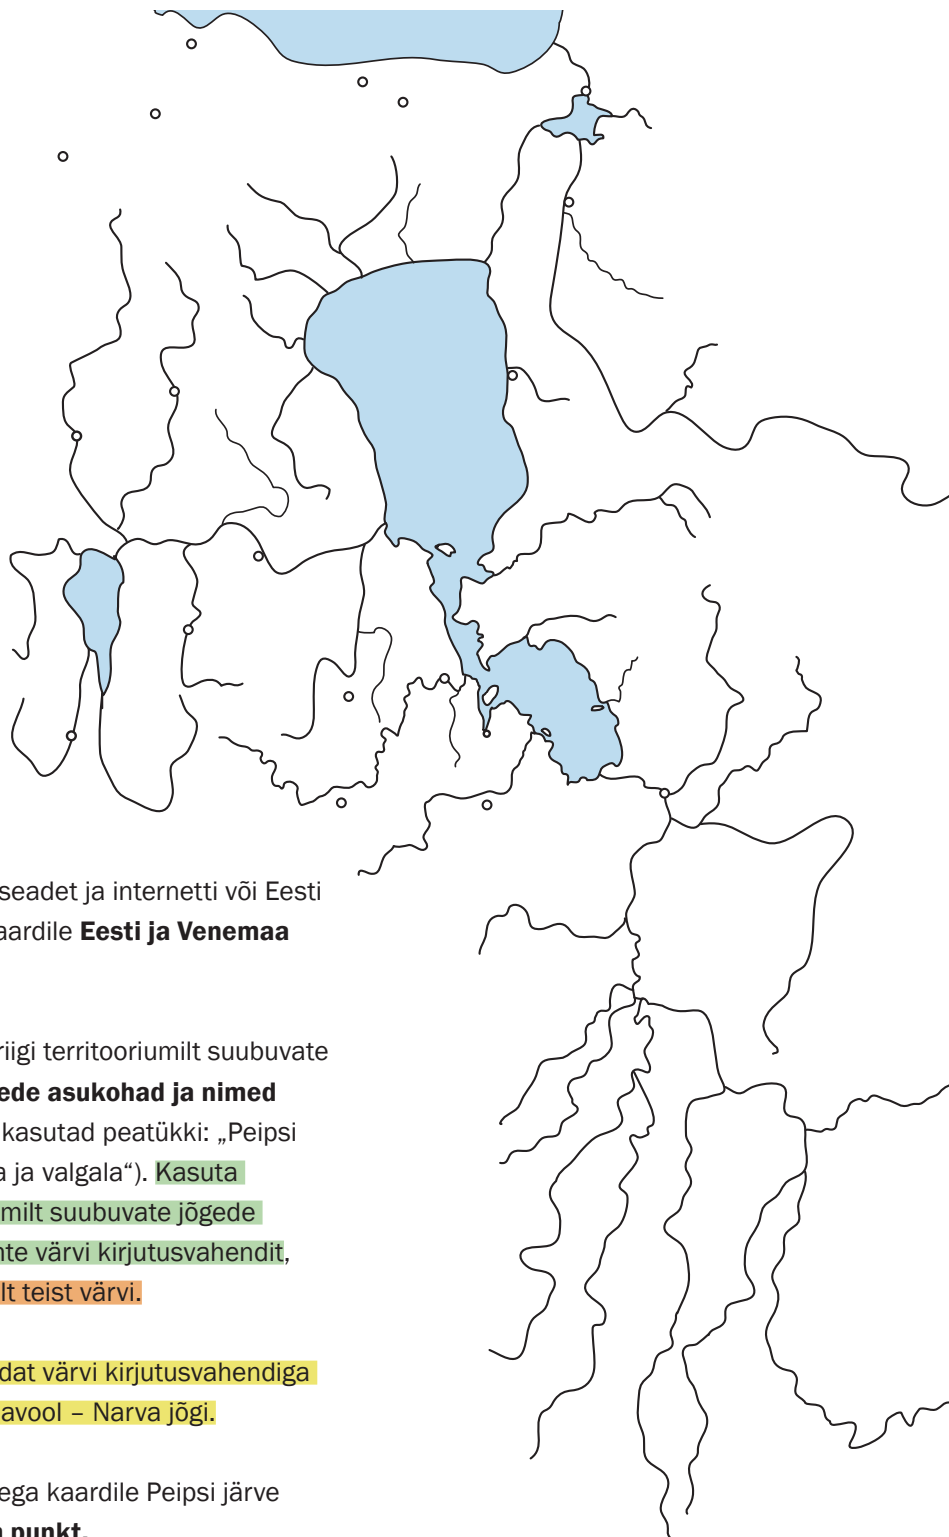 seadet ja internetti või Eesti
aardile Eesti ja Venemaa
riigi territooriumilt suubuvate
ede asukohad ja nimed
kasutad peatükki: „Peipsi
a ja valgala“). Kasuta
milt suubuvate jõgede
te värvi kirjutusvahendit,
lt teist värvi.
dat värvi kirjutusvahendiga
avool – Narva jõgi.
ega kaardile Peipsi järve
punkt.